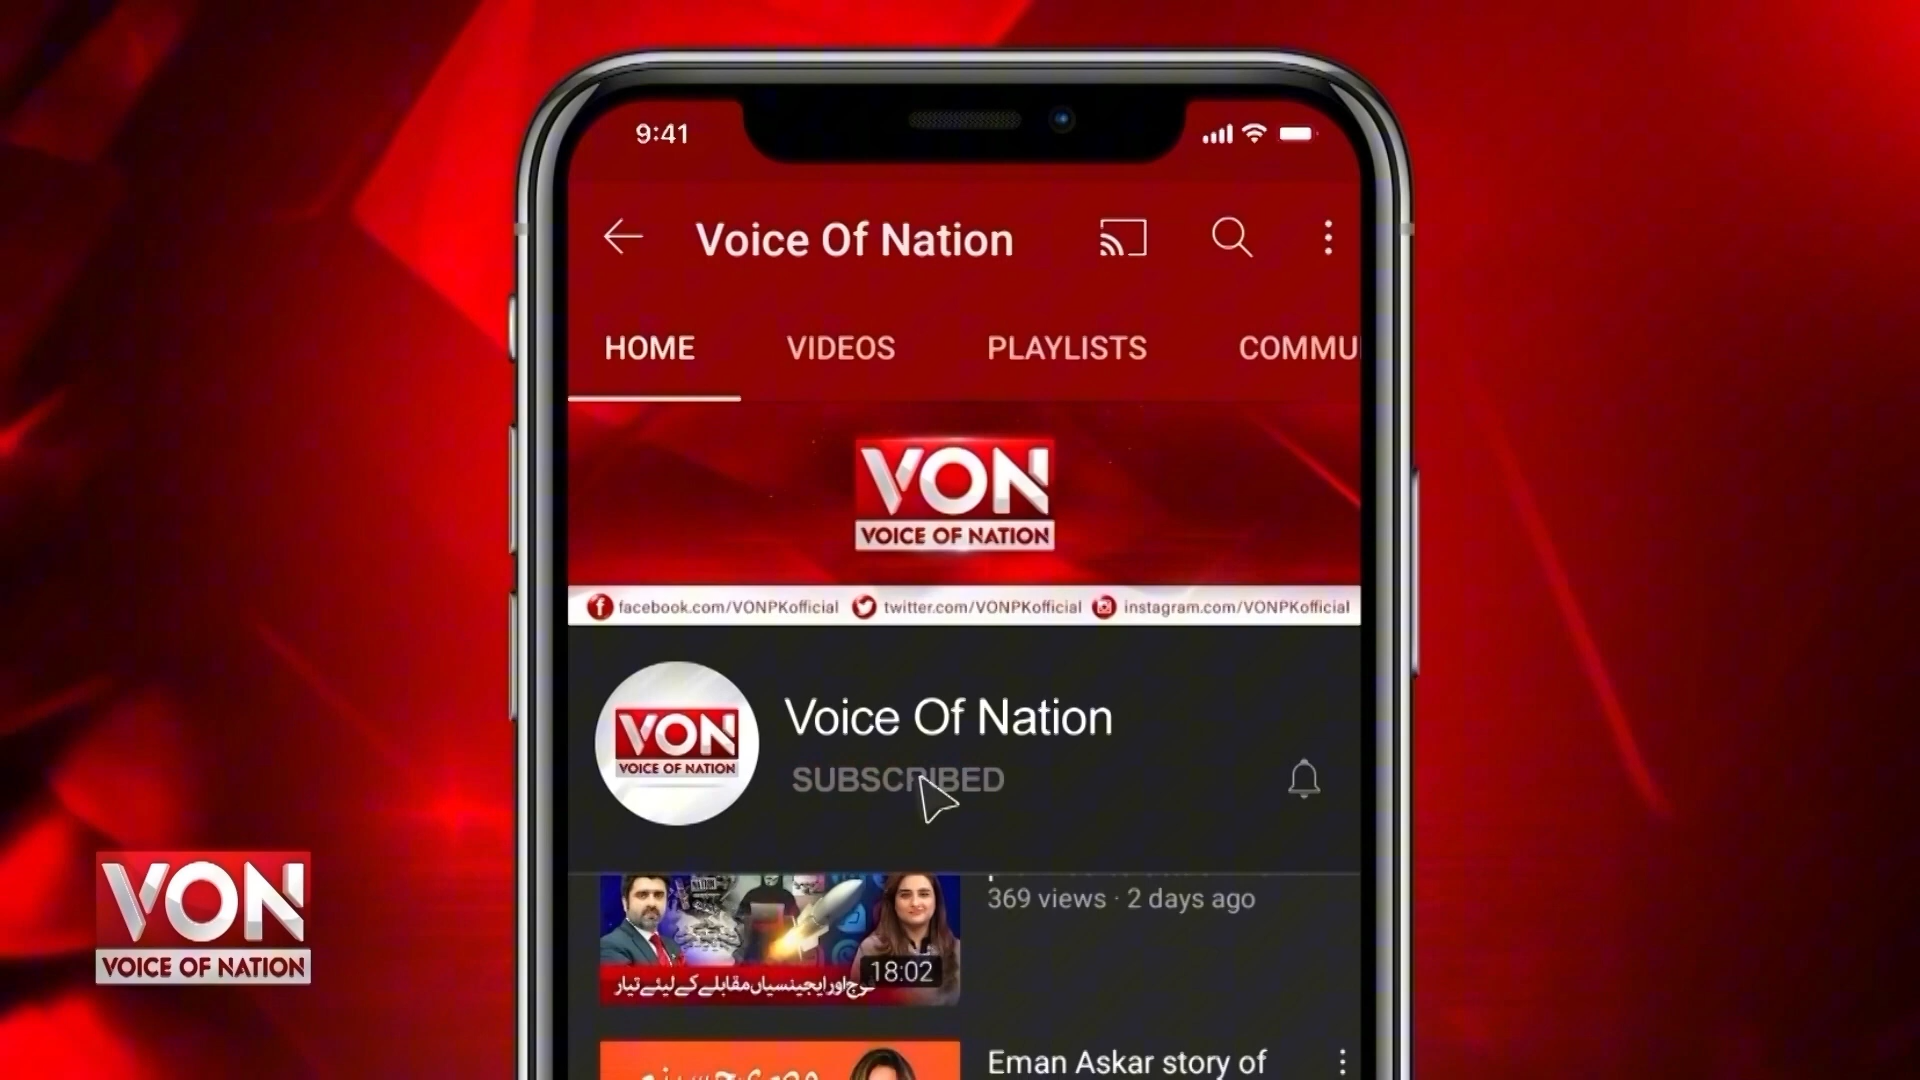 9:41
Voice Of Nation
HOME VIDEOS PLAYLISTS COMMU
VON
VOICE OF NATION
facebook.com/VONPKofficial twitter.com/VONPKofficial instagram.com/VONPKofficial
VON
VOICE OF NATION
Voice Of Nation
SUBSCRIBED
369 views · 2 days ago
18:02
اور ایجینسیاں مقابلے کے لیئے تیار
VON
VOICE OF NATION
Eman Askar story of